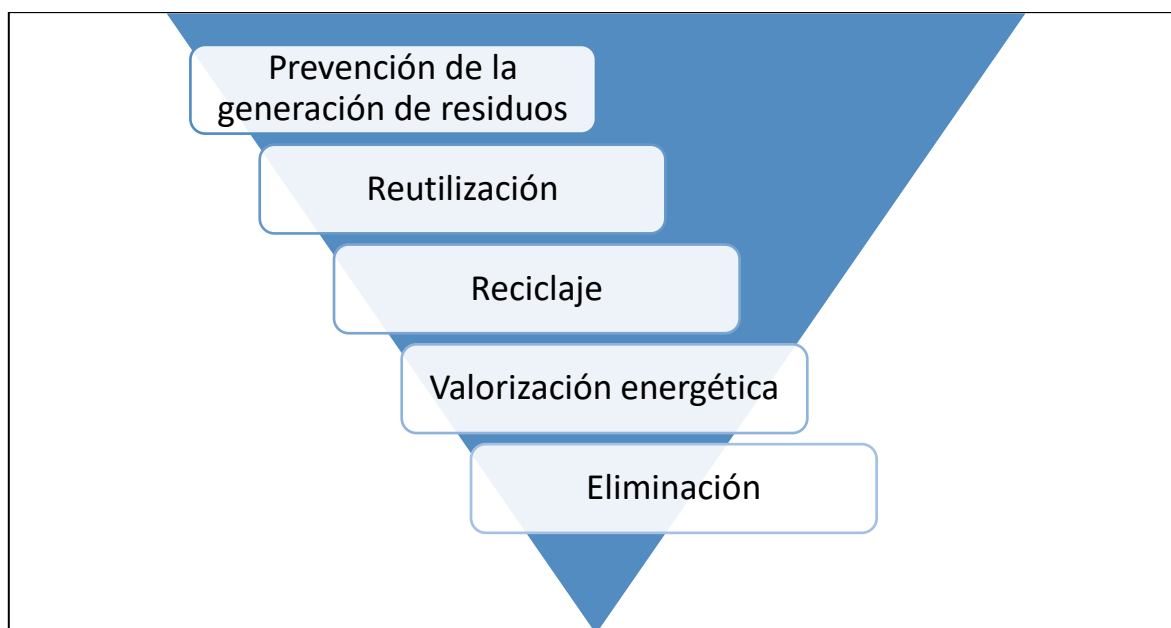 Prevención de la
generación de residuos
Reutilización
Reciclaje
Valorización energética
Eliminación